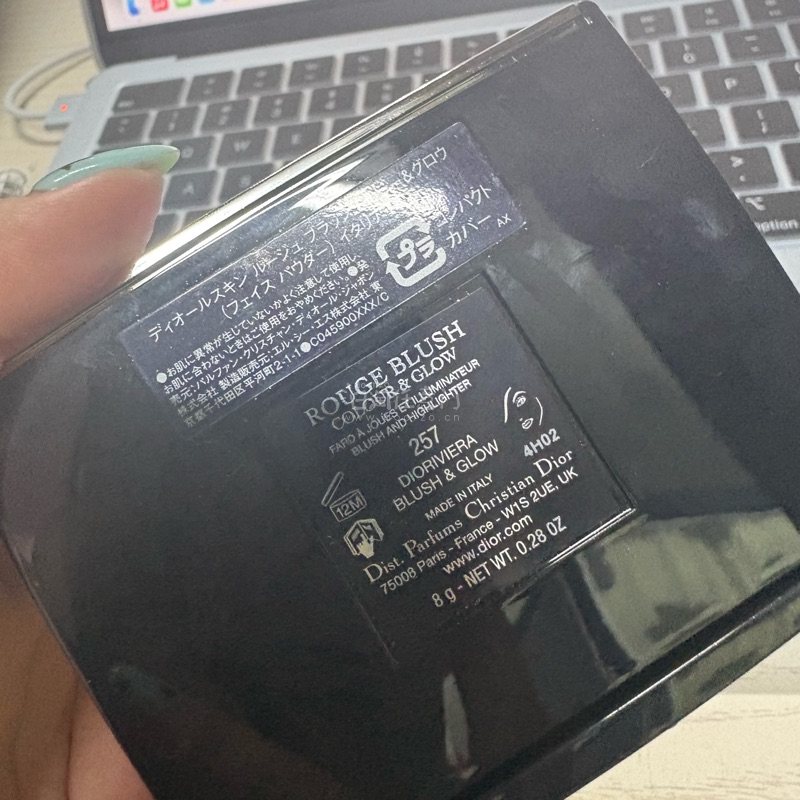 ディオールスキン ルージュ ブラッシュ &グロウ
(フェイス パウダー) イタリア
●お肌に異常が生じていないかよく注意して使用し
お肌に合わないときはご使用をおやめください。●発
売元:パルファン・クリスチャン・ディオール・ジャポン
株式会社 製造販売元:エル・シー・エス株式会社 東
京都千代田区平河町2-1-1●C045900XXX/C
プラ
コンパクト
カバー
AX
ROUGE BLUSH
COLOUR & GLOW
FARD À JOUES ET ILLUMINATEUR
BLUSH AND HIGHLIGHTER
257
DIORIVIERA
BLUSH & GLOW
4H02
12M
MADE IN ITALY
Dist. Parfums Christian Dior
75008 Paris - France - W1S 2UE, UK
www.dior.com
8 g - NET WT. 0.28 OZ
option